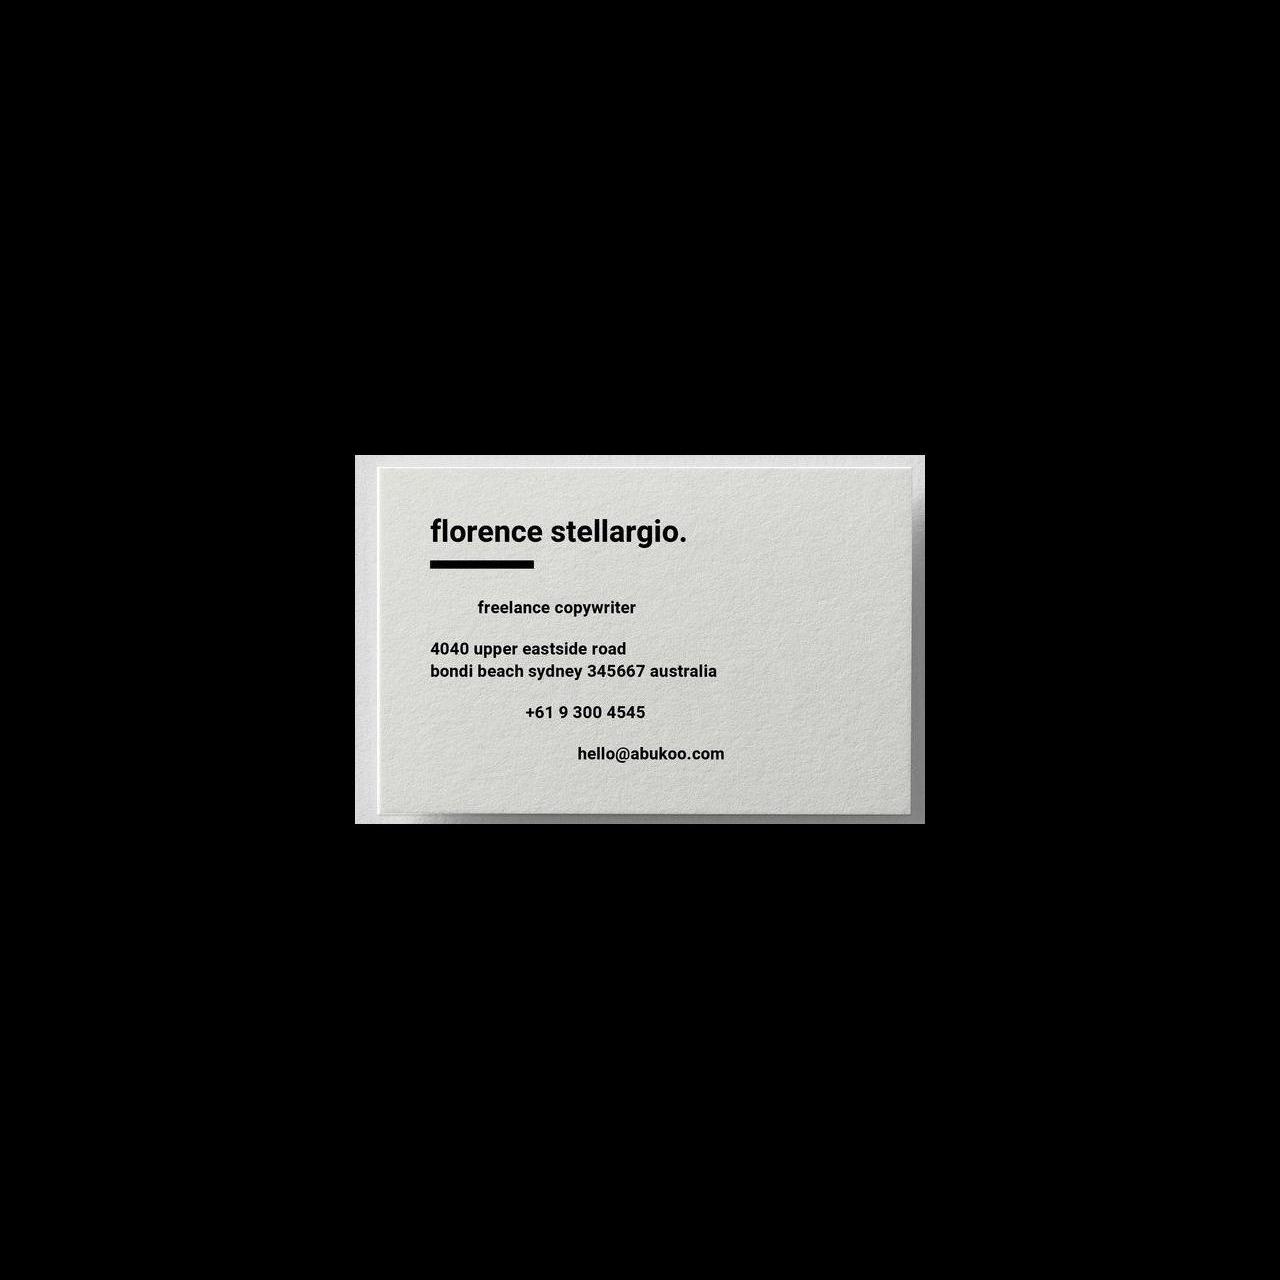 florence stellargio.
freelance copywriter
4040 upper eastside road
bondi beach sydney 345667 australia
+61 9 300 4545
hello@abukoo.com